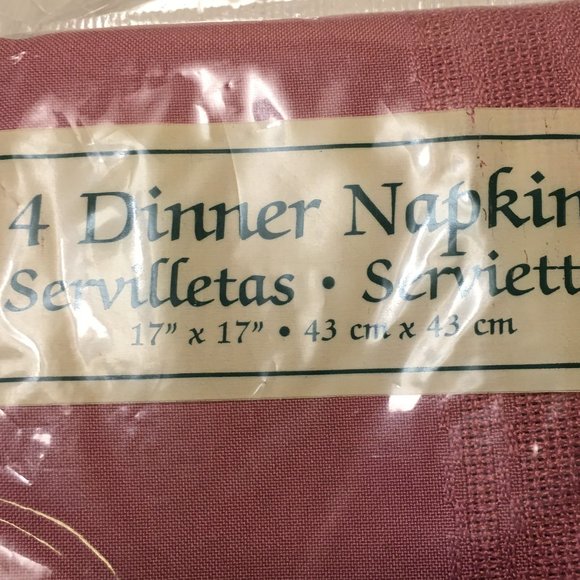 4 Dinner Napkin
Servilletas • Serviett
17" x 17" • 43 cm x 43 cm